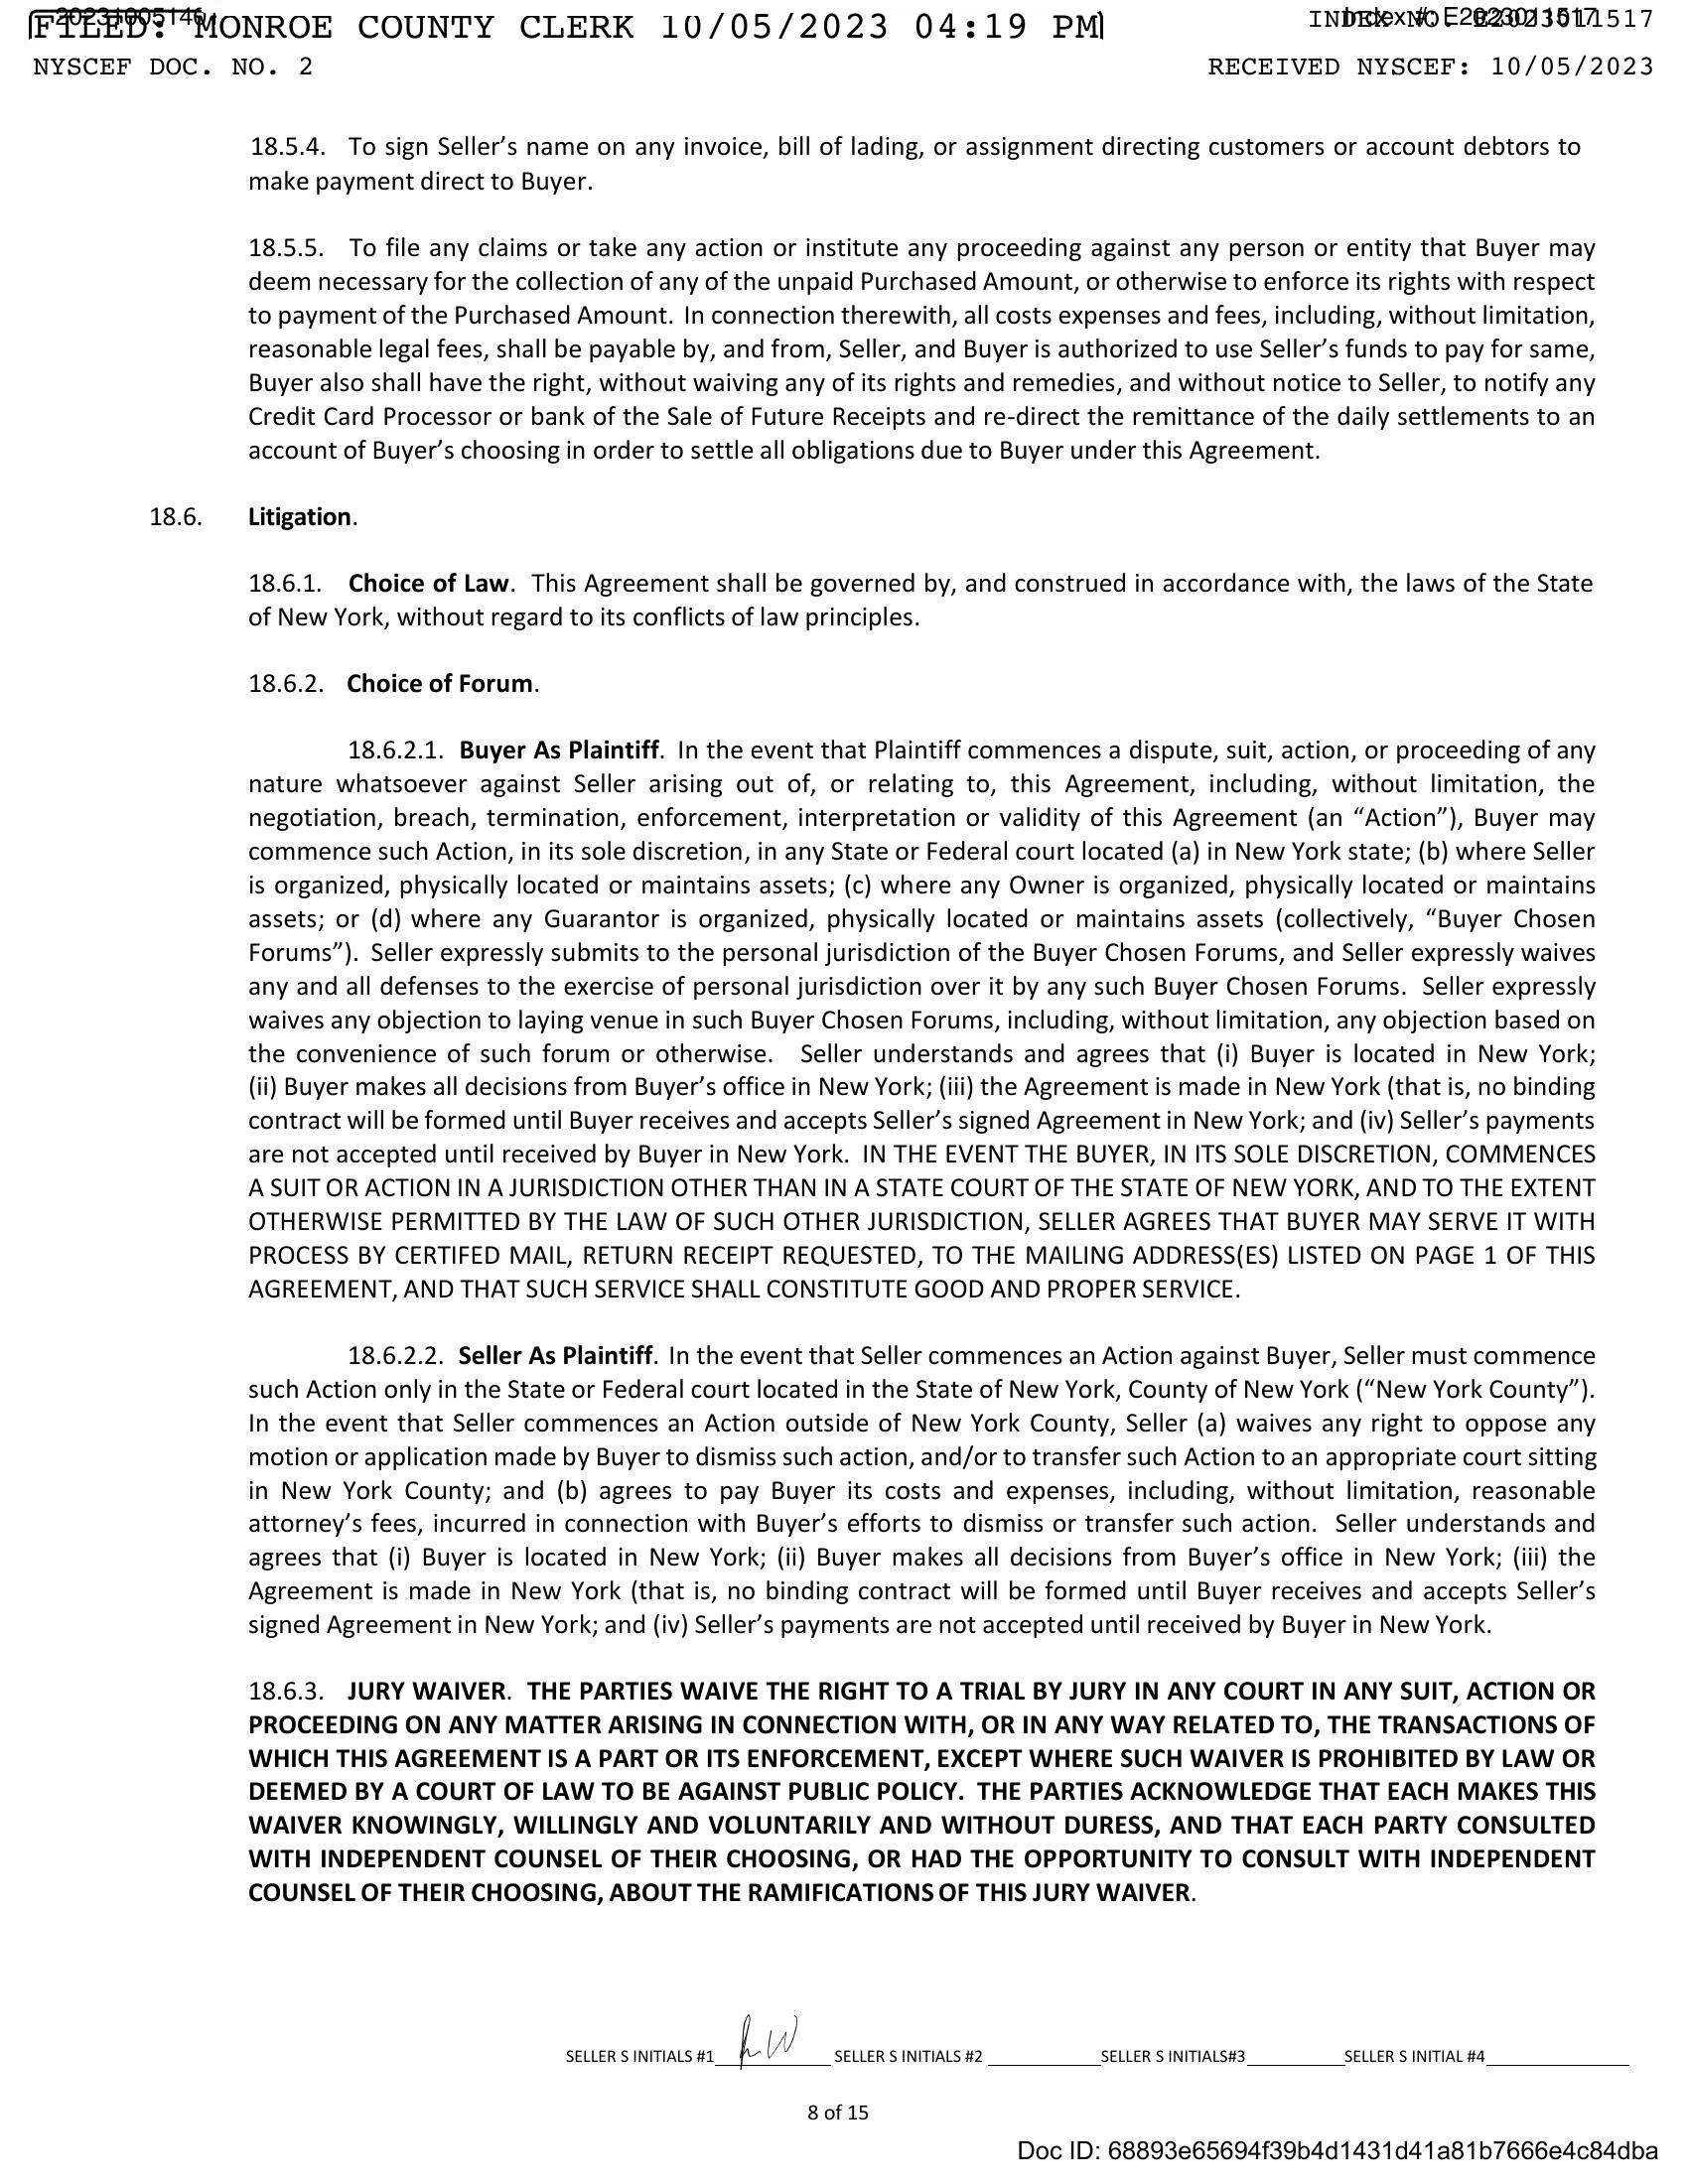 202310051464
FILED: MONROE COUNTY CLERK 10/05/2023 04:19 PM
INDEX NO. E2023011517
Index #: E2023011517
NYSCEF DOC. NO. 2
RECEIVED NYSCEF: 10/05/2023
18.5.4. To sign Seller’s name on any invoice, bill of lading, or assignment directing customers or account debtors to
make payment direct to Buyer.
18.5.5. To file any claims or take any action or institute any proceeding against any person or entity that Buyer may
deem necessary for the collection of any of the unpaid Purchased Amount, or otherwise to enforce its rights with respect
to payment of the Purchased Amount. In connection therewith, all costs expenses and fees, including, without limitation,
reasonable legal fees, shall be payable by, and from, Seller, and Buyer is authorized to use Seller’s funds to pay for same,
Buyer also shall have the right, without waiving any of its rights and remedies, and without notice to Seller, to notify any
Credit Card Processor or bank of the Sale of Future Receipts and re-direct the remittance of the daily settlements to an
account of Buyer’s choosing in order to settle all obligations due to Buyer under this Agreement.
18.6. Litigation.
18.6.1. Choice of Law. This Agreement shall be governed by, and construed in accordance with, the laws of the State
of New York, without regard to its conflicts of law principles.
18.6.2. Choice of Forum.
18.6.2.1. Buyer As Plaintiff. In the event that Plaintiff commences a dispute, suit, action, or proceeding of any
nature whatsoever against Seller arising out of, or relating to, this Agreement, including, without limitation, the
negotiation, breach, termination, enforcement, interpretation or validity of this Agreement (an “Action”), Buyer may
commence such Action, in its sole discretion, in any State or Federal court located (a) in New York state; (b) where Seller
is organized, physically located or maintains assets; (c) where any Owner is organized, physically located or maintains
assets; or (d) where any Guarantor is organized, physically located or maintains assets (collectively, “Buyer Chosen
Forums”). Seller expressly submits to the personal jurisdiction of the Buyer Chosen Forums, and Seller expressly waives
any and all defenses to the exercise of personal jurisdiction over it by any such Buyer Chosen Forums. Seller expressly
waives any objection to laying venue in such Buyer Chosen Forums, including, without limitation, any objection based on
the convenience of such forum or otherwise. Seller understands and agrees that (i) Buyer is located in New York;
(ii) Buyer makes all decisions from Buyer’s office in New York; (iii) the Agreement is made in New York (that is, no binding
contract will be formed until Buyer receives and accepts Seller’s signed Agreement in New York; and (iv) Seller’s payments
are not accepted until received by Buyer in New York. IN THE EVENT THE BUYER, IN ITS SOLE DISCRETION, COMMENCES
A SUIT OR ACTION IN A JURISDICTION OTHER THAN IN A STATE COURT OF THE STATE OF NEW YORK, AND TO THE EXTENT
OTHERWISE PERMITTED BY THE LAW OF SUCH OTHER JURISDICTION, SELLER AGREES THAT BUYER MAY SERVE IT WITH
PROCESS BY CERTIFED MAIL, RETURN RECEIPT REQUESTED, TO THE MAILING ADDRESS(ES) LISTED ON PAGE 1 OF THIS
AGREEMENT, AND THAT SUCH SERVICE SHALL CONSTITUTE GOOD AND PROPER SERVICE.
18.6.2.2. Seller As Plaintiff. In the event that Seller commences an Action against Buyer, Seller must commence
such Action only in the State or Federal court located in the State of New York, County of New York (“New York County”).
In the event that Seller commences an Action outside of New York County, Seller (a) waives any right to oppose any
motion or application made by Buyer to dismiss such action, and/or to transfer such Action to an appropriate court sitting
in New York County; and (b) agrees to pay Buyer its costs and expenses, including, without limitation, reasonable
attorney’s fees, incurred in connection with Buyer’s efforts to dismiss or transfer such action. Seller understands and
agrees that (i) Buyer is located in New York; (ii) Buyer makes all decisions from Buyer’s office in New York; (iii) the
Agreement is made in New York (that is, no binding contract will be formed until Buyer receives and accepts Seller’s
signed Agreement in New York; and (iv) Seller’s payments are not accepted until received by Buyer in New York.
18.6.3. JURY WAIVER. THE PARTIES WAIVE THE RIGHT TO A TRIAL BY JURY IN ANY COURT IN ANY SUIT, ACTION OR
PROCEEDING ON ANY MATTER ARISING IN CONNECTION WITH, OR IN ANY WAY RELATED TO, THE TRANSACTIONS OF
WHICH THIS AGREEMENT IS A PART OR ITS ENFORCEMENT, EXCEPT WHERE SUCH WAIVER IS PROHIBITED BY LAW OR
DEEMED BY A COURT OF LAW TO BE AGAINST PUBLIC POLICY. THE PARTIES ACKNOWLEDGE THAT EACH MAKES THIS
WAIVER KNOWINGLY, WILLINGLY AND VOLUNTARILY AND WITHOUT DURESS, AND THAT EACH PARTY CONSULTED
WITH INDEPENDENT COUNSEL OF THEIR CHOOSING, OR HAD THE OPPORTUNITY TO CONSULT WITH INDEPENDENT
COUNSEL OF THEIR CHOOSING, ABOUT THE RAMIFICATIONS OF THIS JURY WAIVER.
SELLER S INITIALS #1 SELLER S INITIALS #2 SELLER S INITIALS#3 SELLER S INITIAL #4
8 of 15
Doc ID: 68893e65694f39b4d1431d41a81b7666e4c84dba